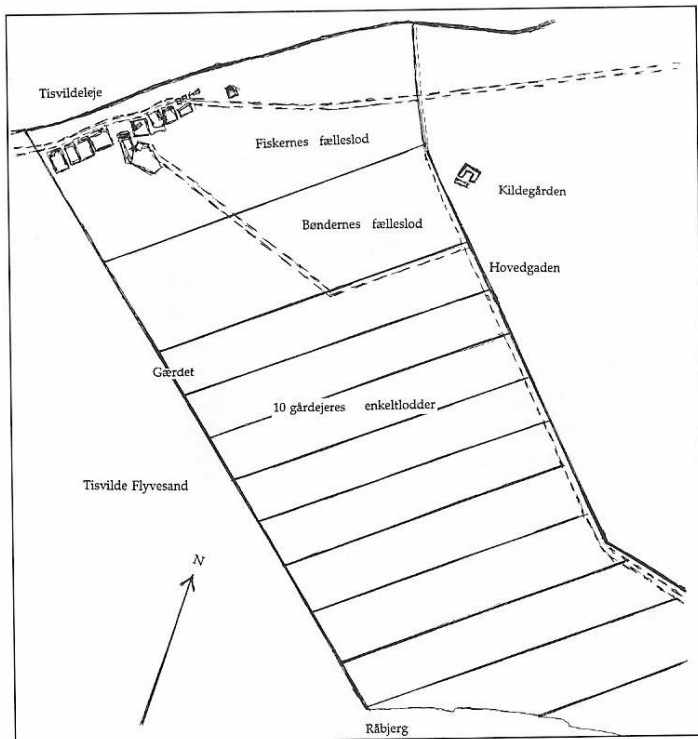 Tisvildeleje
Fiskernes fælleslod
Kildegården
Bøndernes fælleslod
Hovedgaden
Gærdet
10 gårdejeres enkeltlodder
Tisvilde Flyvesand
N
Råbjerg